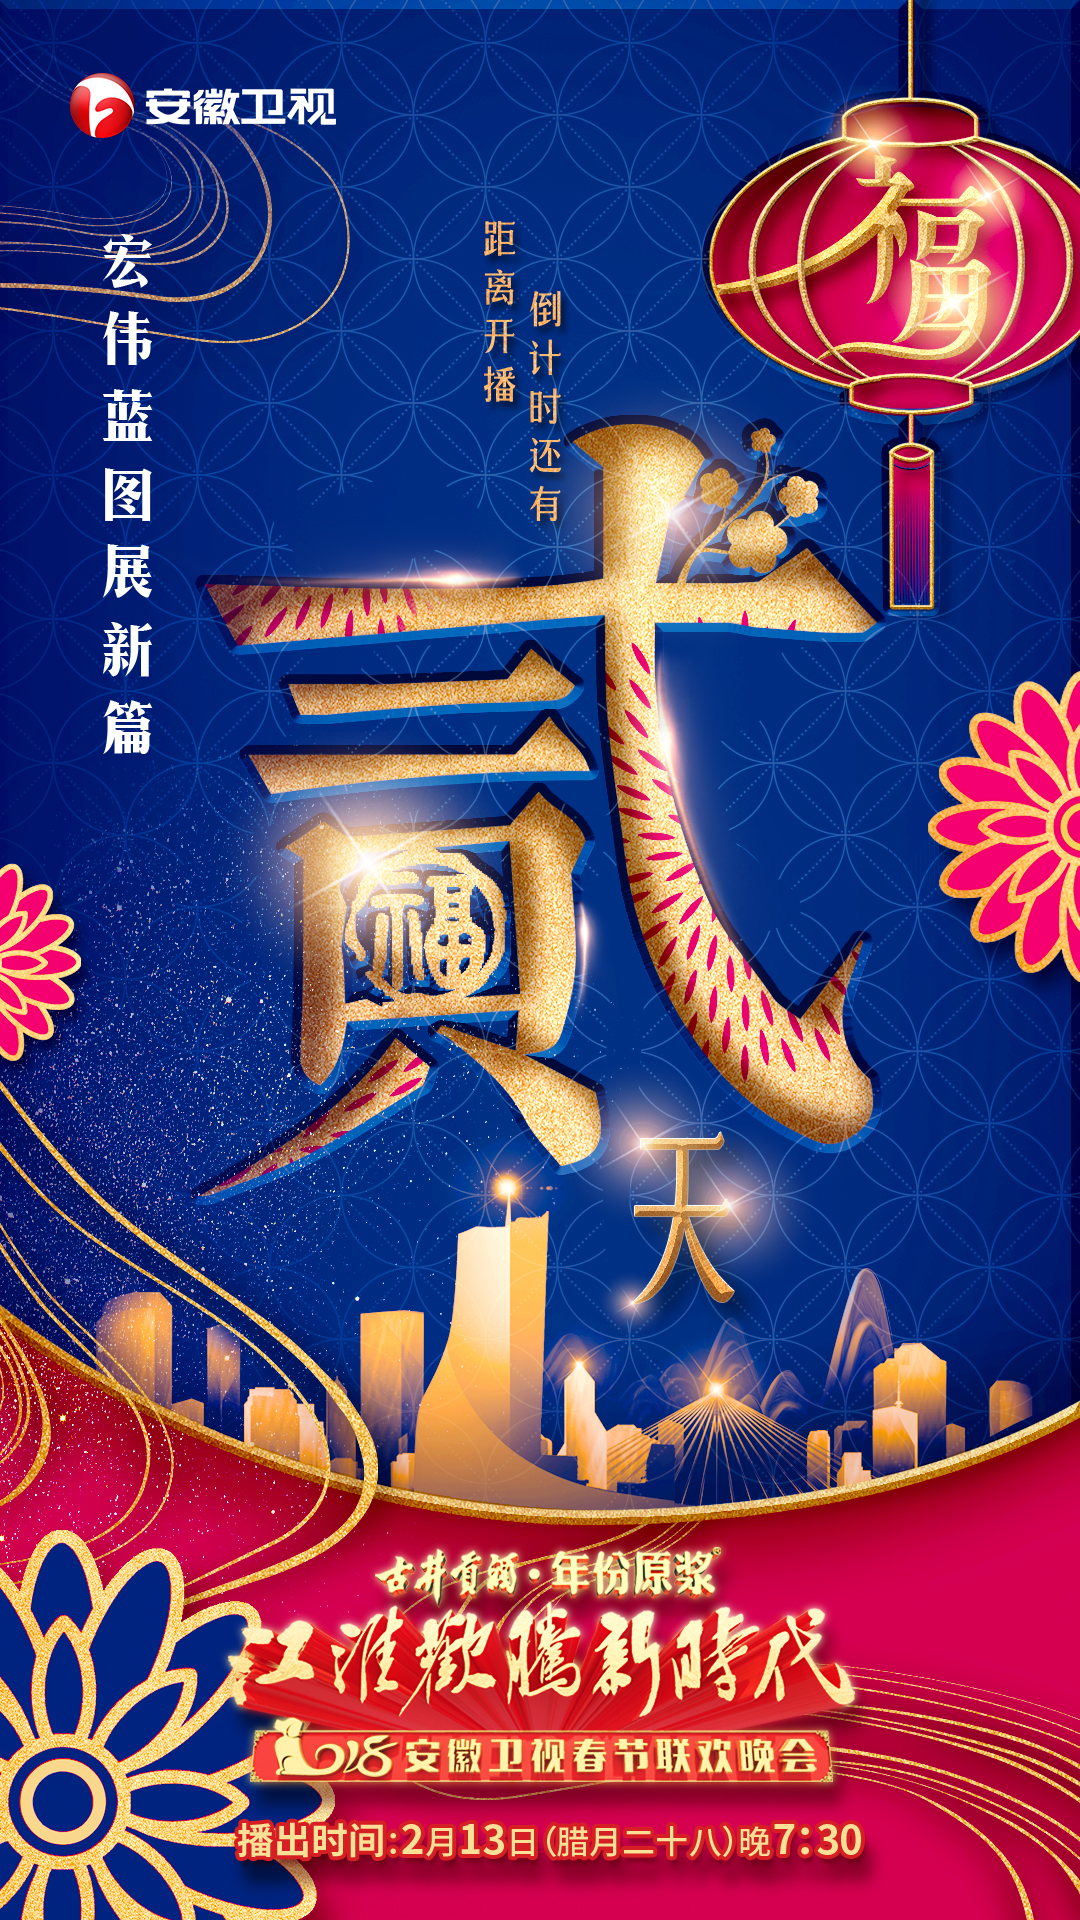 安徽卫视
福
宏伟蓝图展新篇
距离开播
倒计时还有
贰
福
天
古井贡酒·年份原浆®
江淮歡騰新時代
2018安徽卫视春节联欢晚会
播出时间:2月13日(腊月二十八)晚7:30